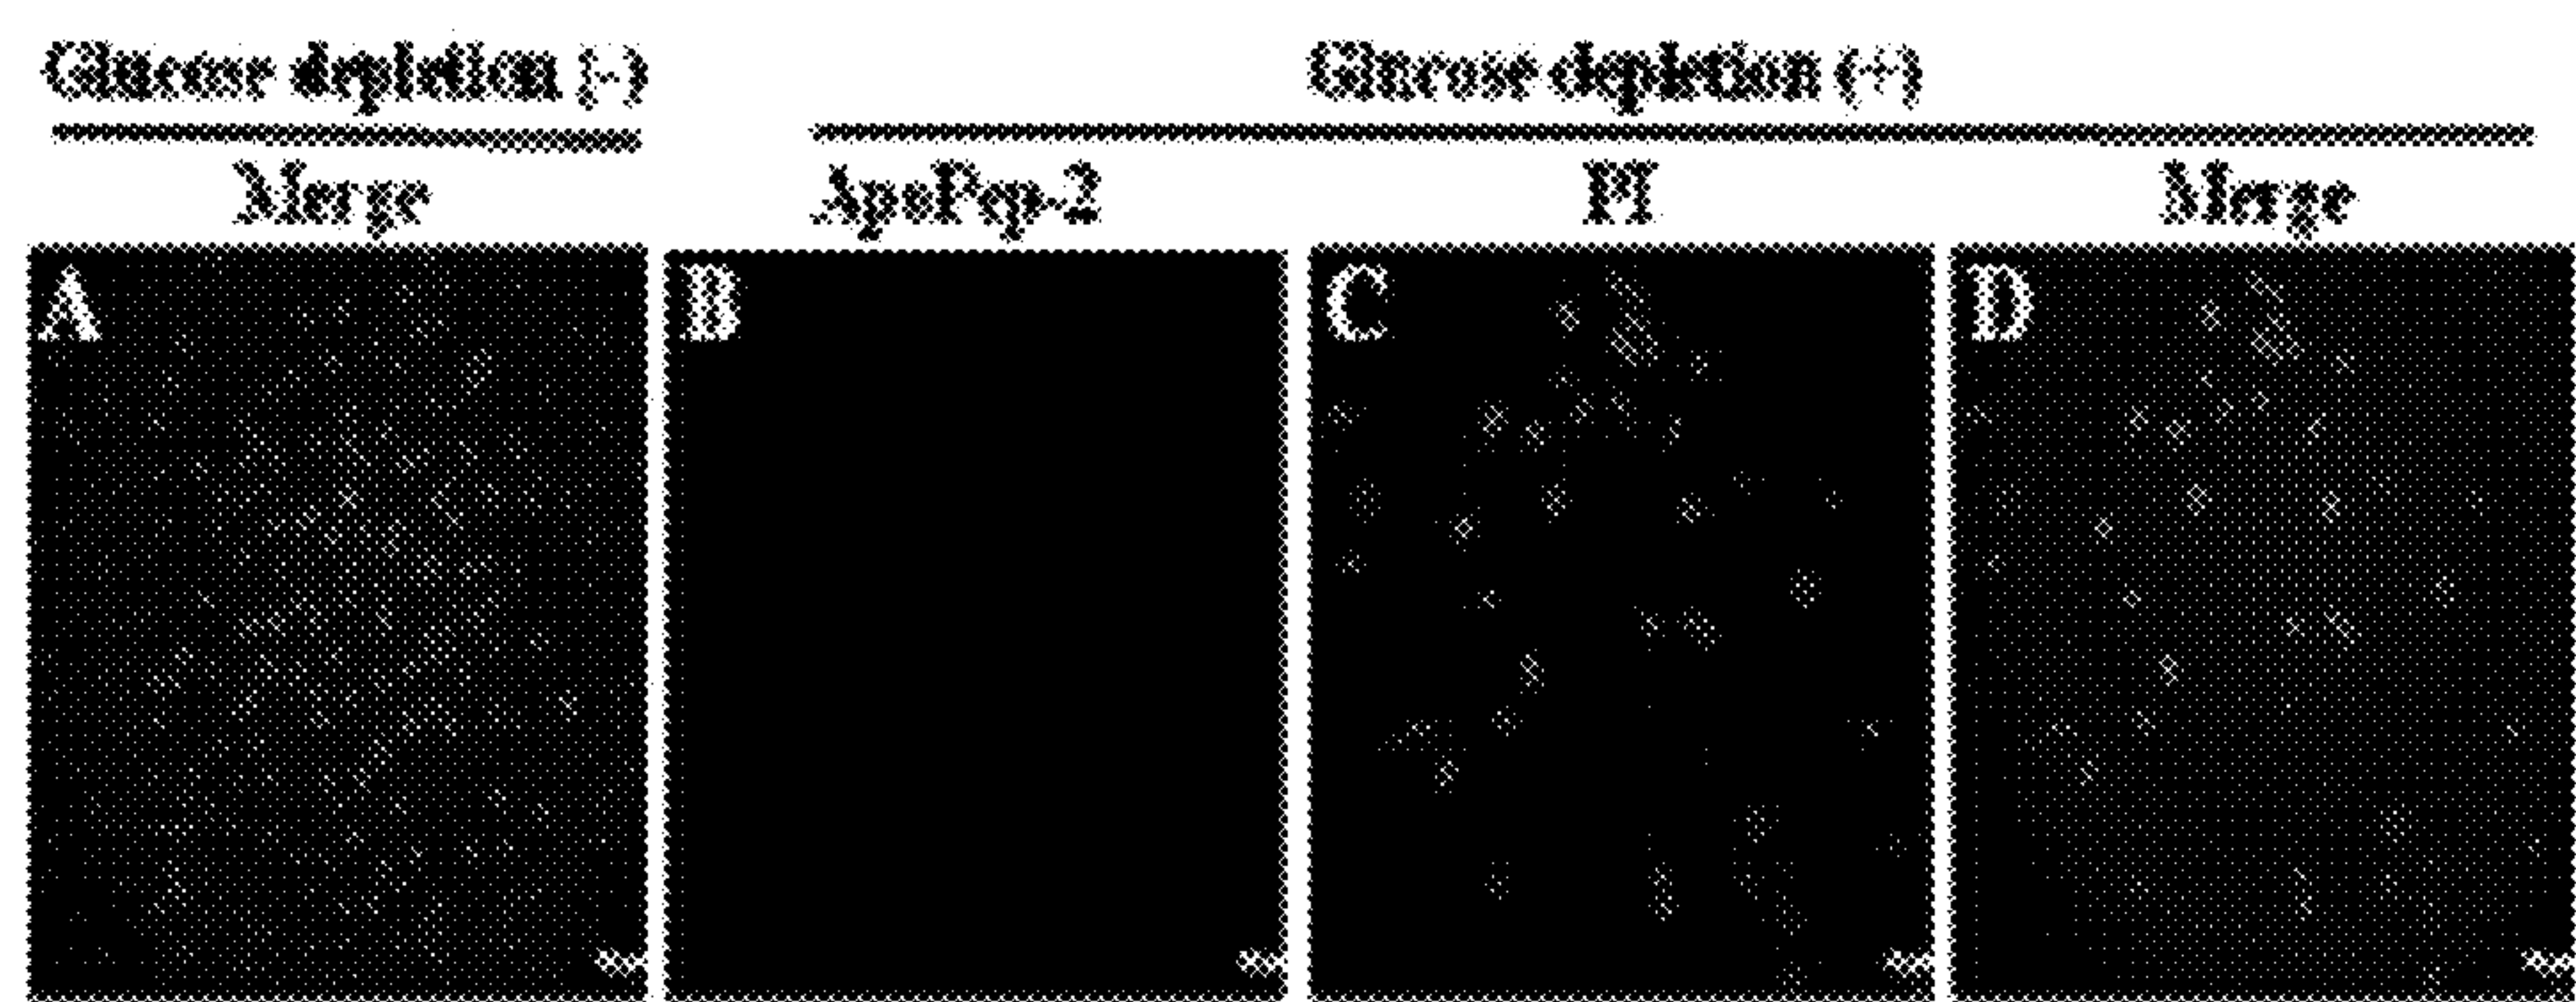 Glucose depletion (-) Glucose depletion (+)
Merge ApoPep-2 PI Merge
A B C D